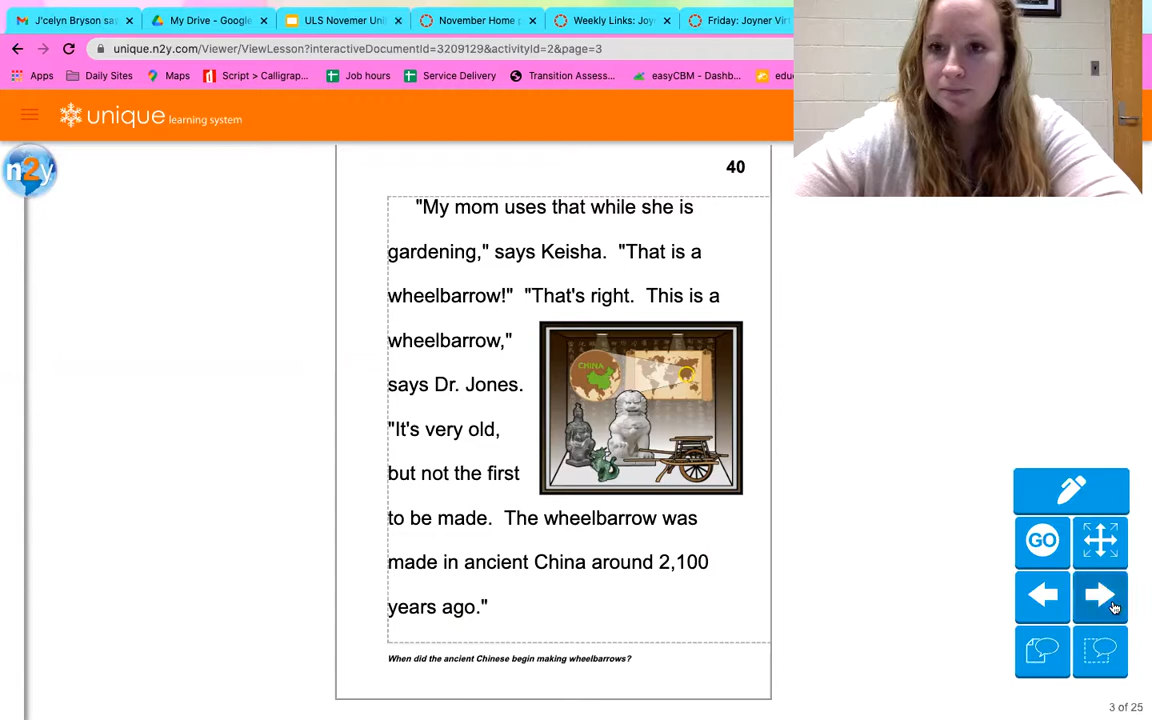 J'celyn Bryson sa
My Drive - Google
ULS Novemer Uni
November Home p
Weekly Links: Joy
Friday: Joyner Virt
unique.n2y.com/Viewer/ViewLesson?interactiveDocumentId=3209129&activityId=2&page=3
Apps
Daily Sites
Maps
Script > Calligrap...
Job hours
Service Delivery
Transition Assess...
easyCBM - Dashb...
edu
unique learning system
n2y
40
"My mom uses that while she is
gardening," says Keisha. "That is a
wheelbarrow!" "That's right. This is a
wheelbarrow,"
says Dr. Jones.
"It's very old,
but not the first
to be made. The wheelbarrow was
made in ancient China around 2,100
years ago."
CHINA
When did the ancient Chinese begin making wheelbarrows?
GO
3 of 25